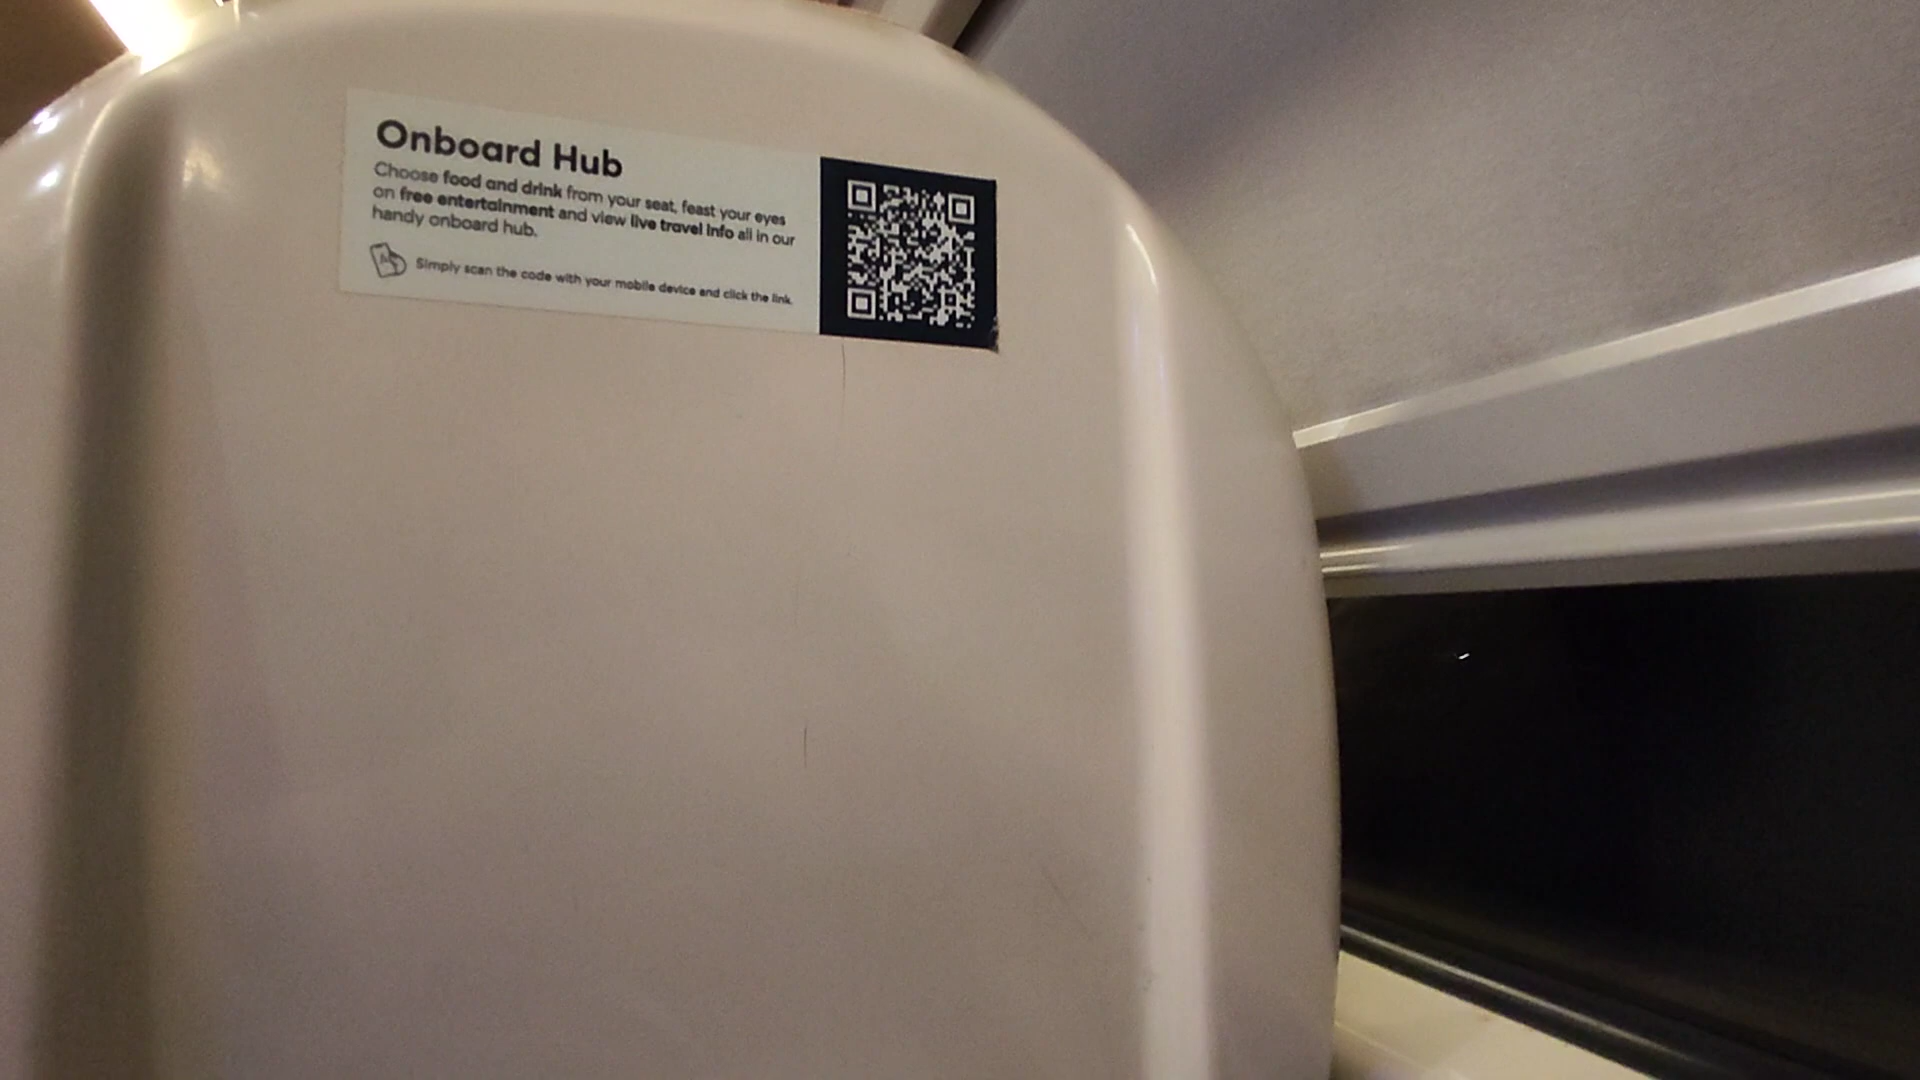 Onboard Hub
Choose food and drink from your seat, feast your eyes
on free entertainment and view live travel info all in our
handy onboard hub.
Simply scan the code with your mobile device and click the link.